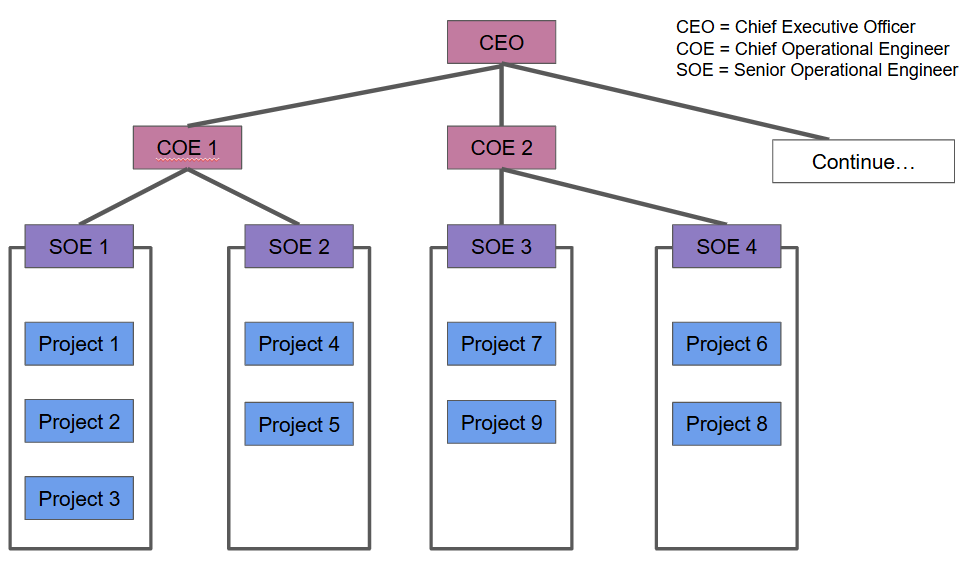 CEO
CEO = Chief Executive Officer
COE = Chief Operational Engineer
SOE = Senior Operational Engineer
COE 1
COE 2
Continue…
SOE 1
SOE 2
SOE 3
SOE 4
Project 1
Project 4
Project 7
Project 6
Project 2
Project 5
Project 9
Project 8
Project 3